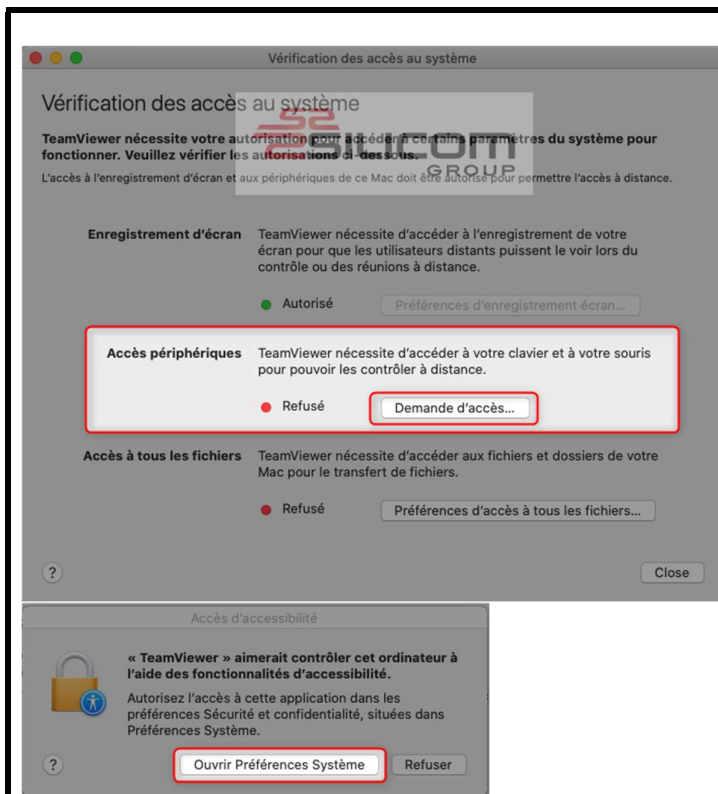 Vérification des accès au système
Vérification des accès au système
TeamViewer nécessite votre autorisation pour accéder à certains paramètres du système pour
fonctionner. Veuillez vérifier les autorisations ci-dessous.
L'accès à l'enregistrement d'écran et aux périphériques de ce Mac doit être autorisé pour permettre l'accès à distance.
SILICOM
GROUP
Enregistrement d'écran
TeamViewer nécessite d'accéder à l'enregistrement de votre
écran pour que les utilisateurs distants puissent le voir lors du
contrôle ou des réunions à distance.
Autorisé
Préférences d'enregistrement écran...
Accès périphériques
TeamViewer nécessite d'accéder à votre clavier et à votre souris
pour pouvoir les contrôler à distance.
Refusé
Demande d'accès...
Accès à tous les fichiers
TeamViewer nécessite d'accéder aux fichiers et dossiers de votre
Mac pour le transfert de fichiers.
Refusé
Préférences d'accès à tous les fichiers...
?
Close
Accès d'accessibilité
« TeamViewer » aimerait contrôler cet ordinateur à
l'aide des fonctionnalités d'accessibilité.
Autorisez l'accès à cette application dans les
préférences Sécurité et confidentialité, situées dans
Préférences Système.
?
Ouvrir Préférences Système
Refuser